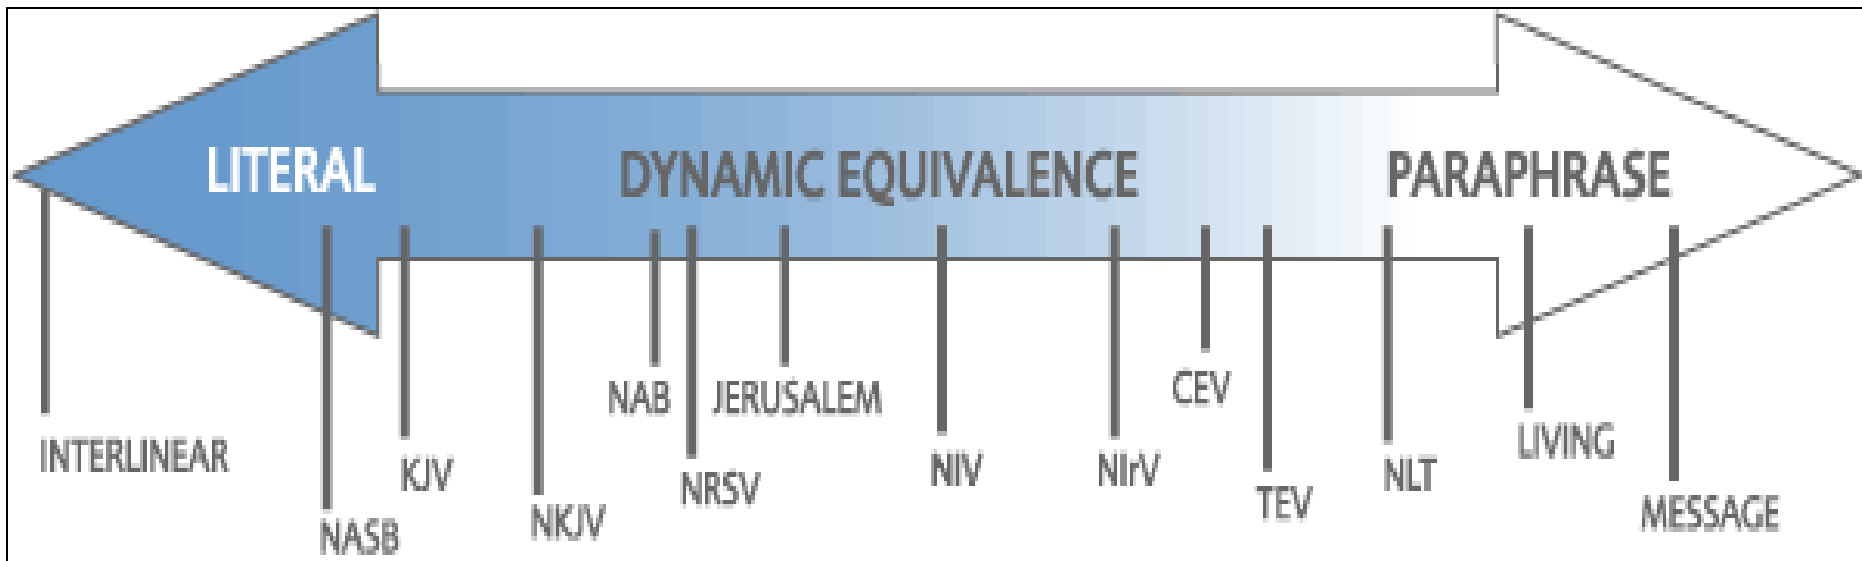 LITERAL DYNAMIC EQUIVALENCE PARAPHRASE
INTERLINEAR
NASB
KJV
NKJV
NAB
NRSV
JERUSALEM
NIV
NIrV
CEV
TEV
NLT
LIVING
MESSAGE